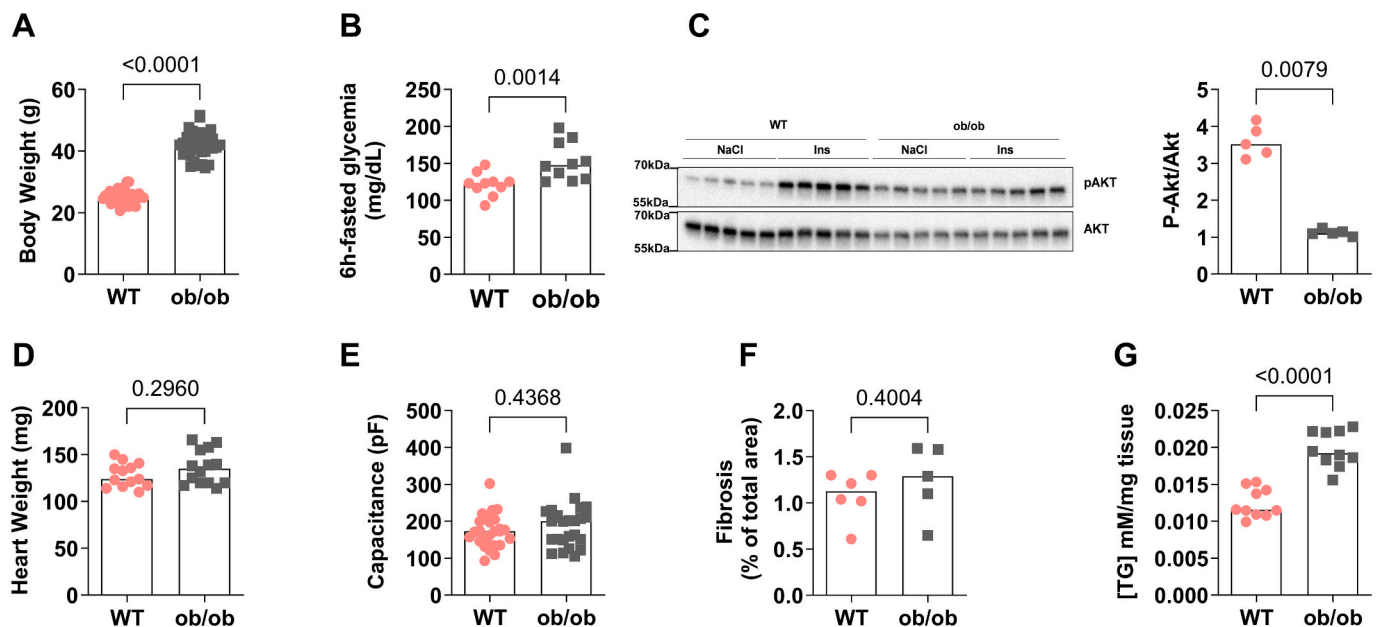 A
<0.0001
Body Weight (g)
60
40
20
0
WT ob/ob
B
0.0014
6h-fasted glycemia
(mg/dL)
250
200
150
100
50
0
WT ob/ob
C
WT ob/ob
NaCl Ins NaCl Ins
70kDa
pAKT
55kDa
70kDa
AKT
55kDa
0.0079
P-Akt/Akt
5
4
3
2
1
0
WT ob/ob
D
0.2960
Heart Weight (mg)
200
150
100
50
0
WT ob/ob
E
0.4368
Capacitance (pF)
500
400
300
200
100
0
WT ob/ob
F
0.4004
Fibrosis
(% of total area)
2.0
1.5
1.0
0.5
0.0
WT ob/ob
G
<0.0001
[TG] mM/mg tissue
0.025
0.020
0.015
0.010
0.005
0.000
WT ob/ob